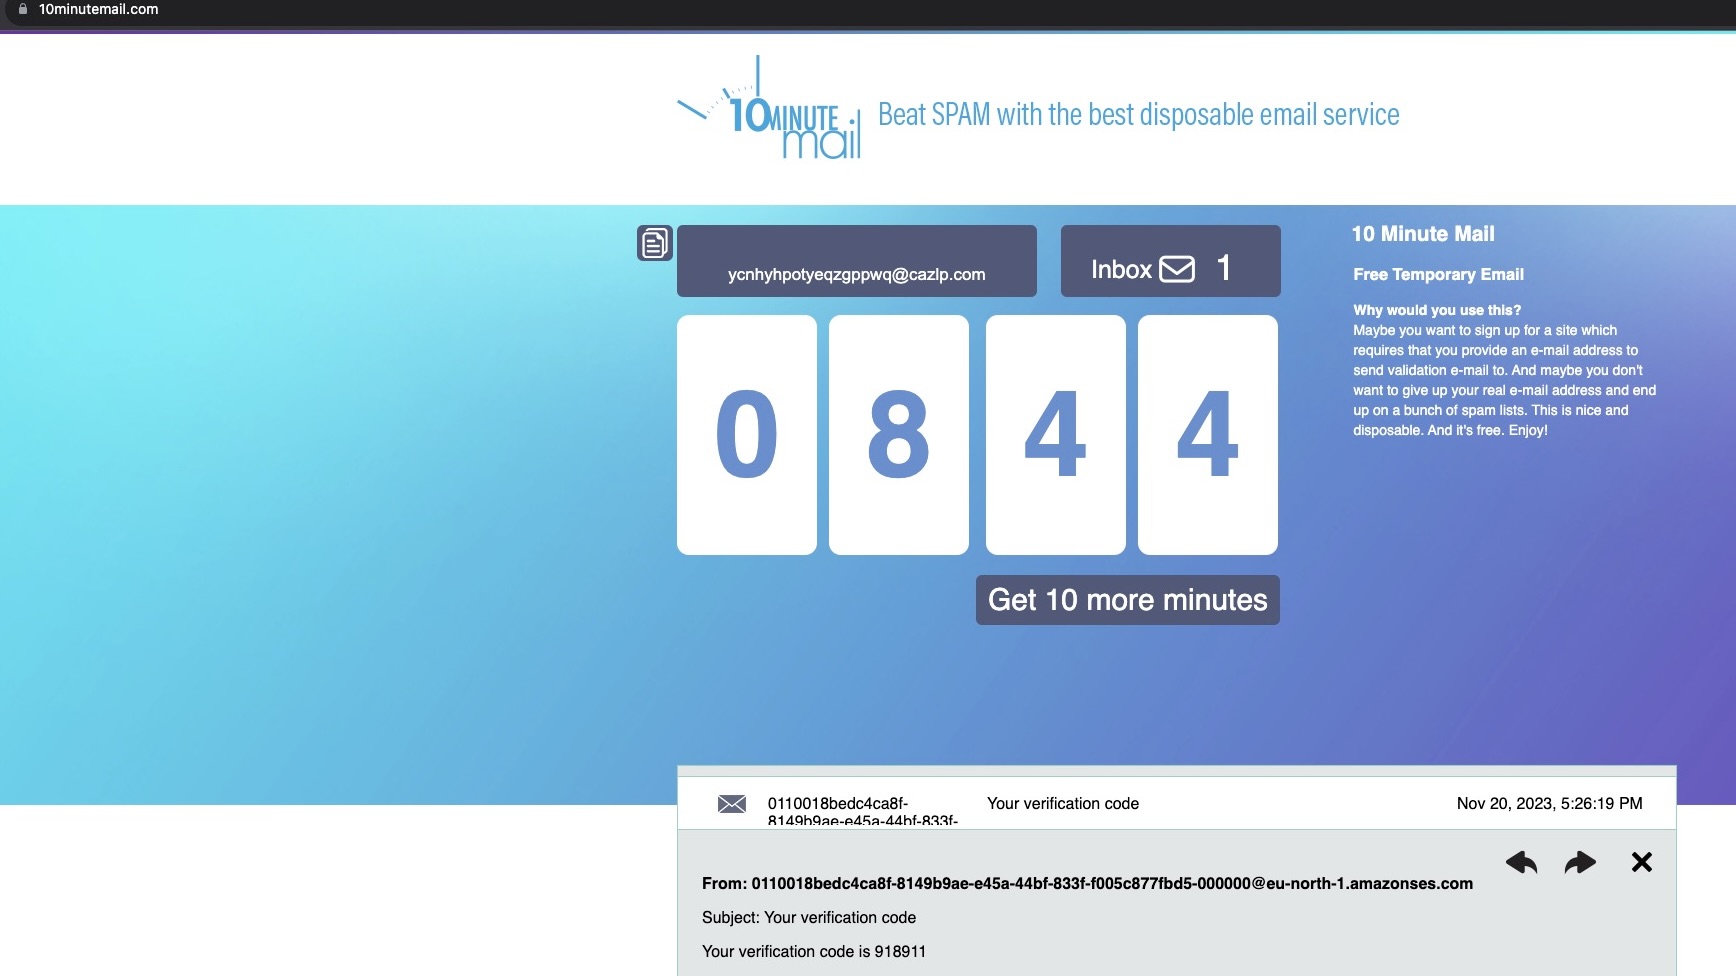 10minutemail.com
10MINUTE
mail
Beat SPAM with the best disposable email service
ycnhyhpotyeqzgppwq@cazlp.com
Inbox 1
0 8 4 4
Get 10 more minutes
10 Minute Mail
Free Temporary Email
Why would you use this?
Maybe you want to sign up for a site which
requires that you provide an e-mail address to
send validation e-mail to. And maybe you don't
want to give up your real e-mail address and end
up on a bunch of spam lists. This is nice and
disposable. And it's free. Enjoy!
0110018bedc4ca8f- Your verification code Nov 20, 2023, 5:26:19 PM
8149b9ae-e45a-44bf-833f-
From: 0110018bedc4ca8f-8149b9ae-e45a-44bf-833f-f005c877fbd5-000000@eu-north-1.amazonses.com
Subject: Your verification code
Your verification code is 918911